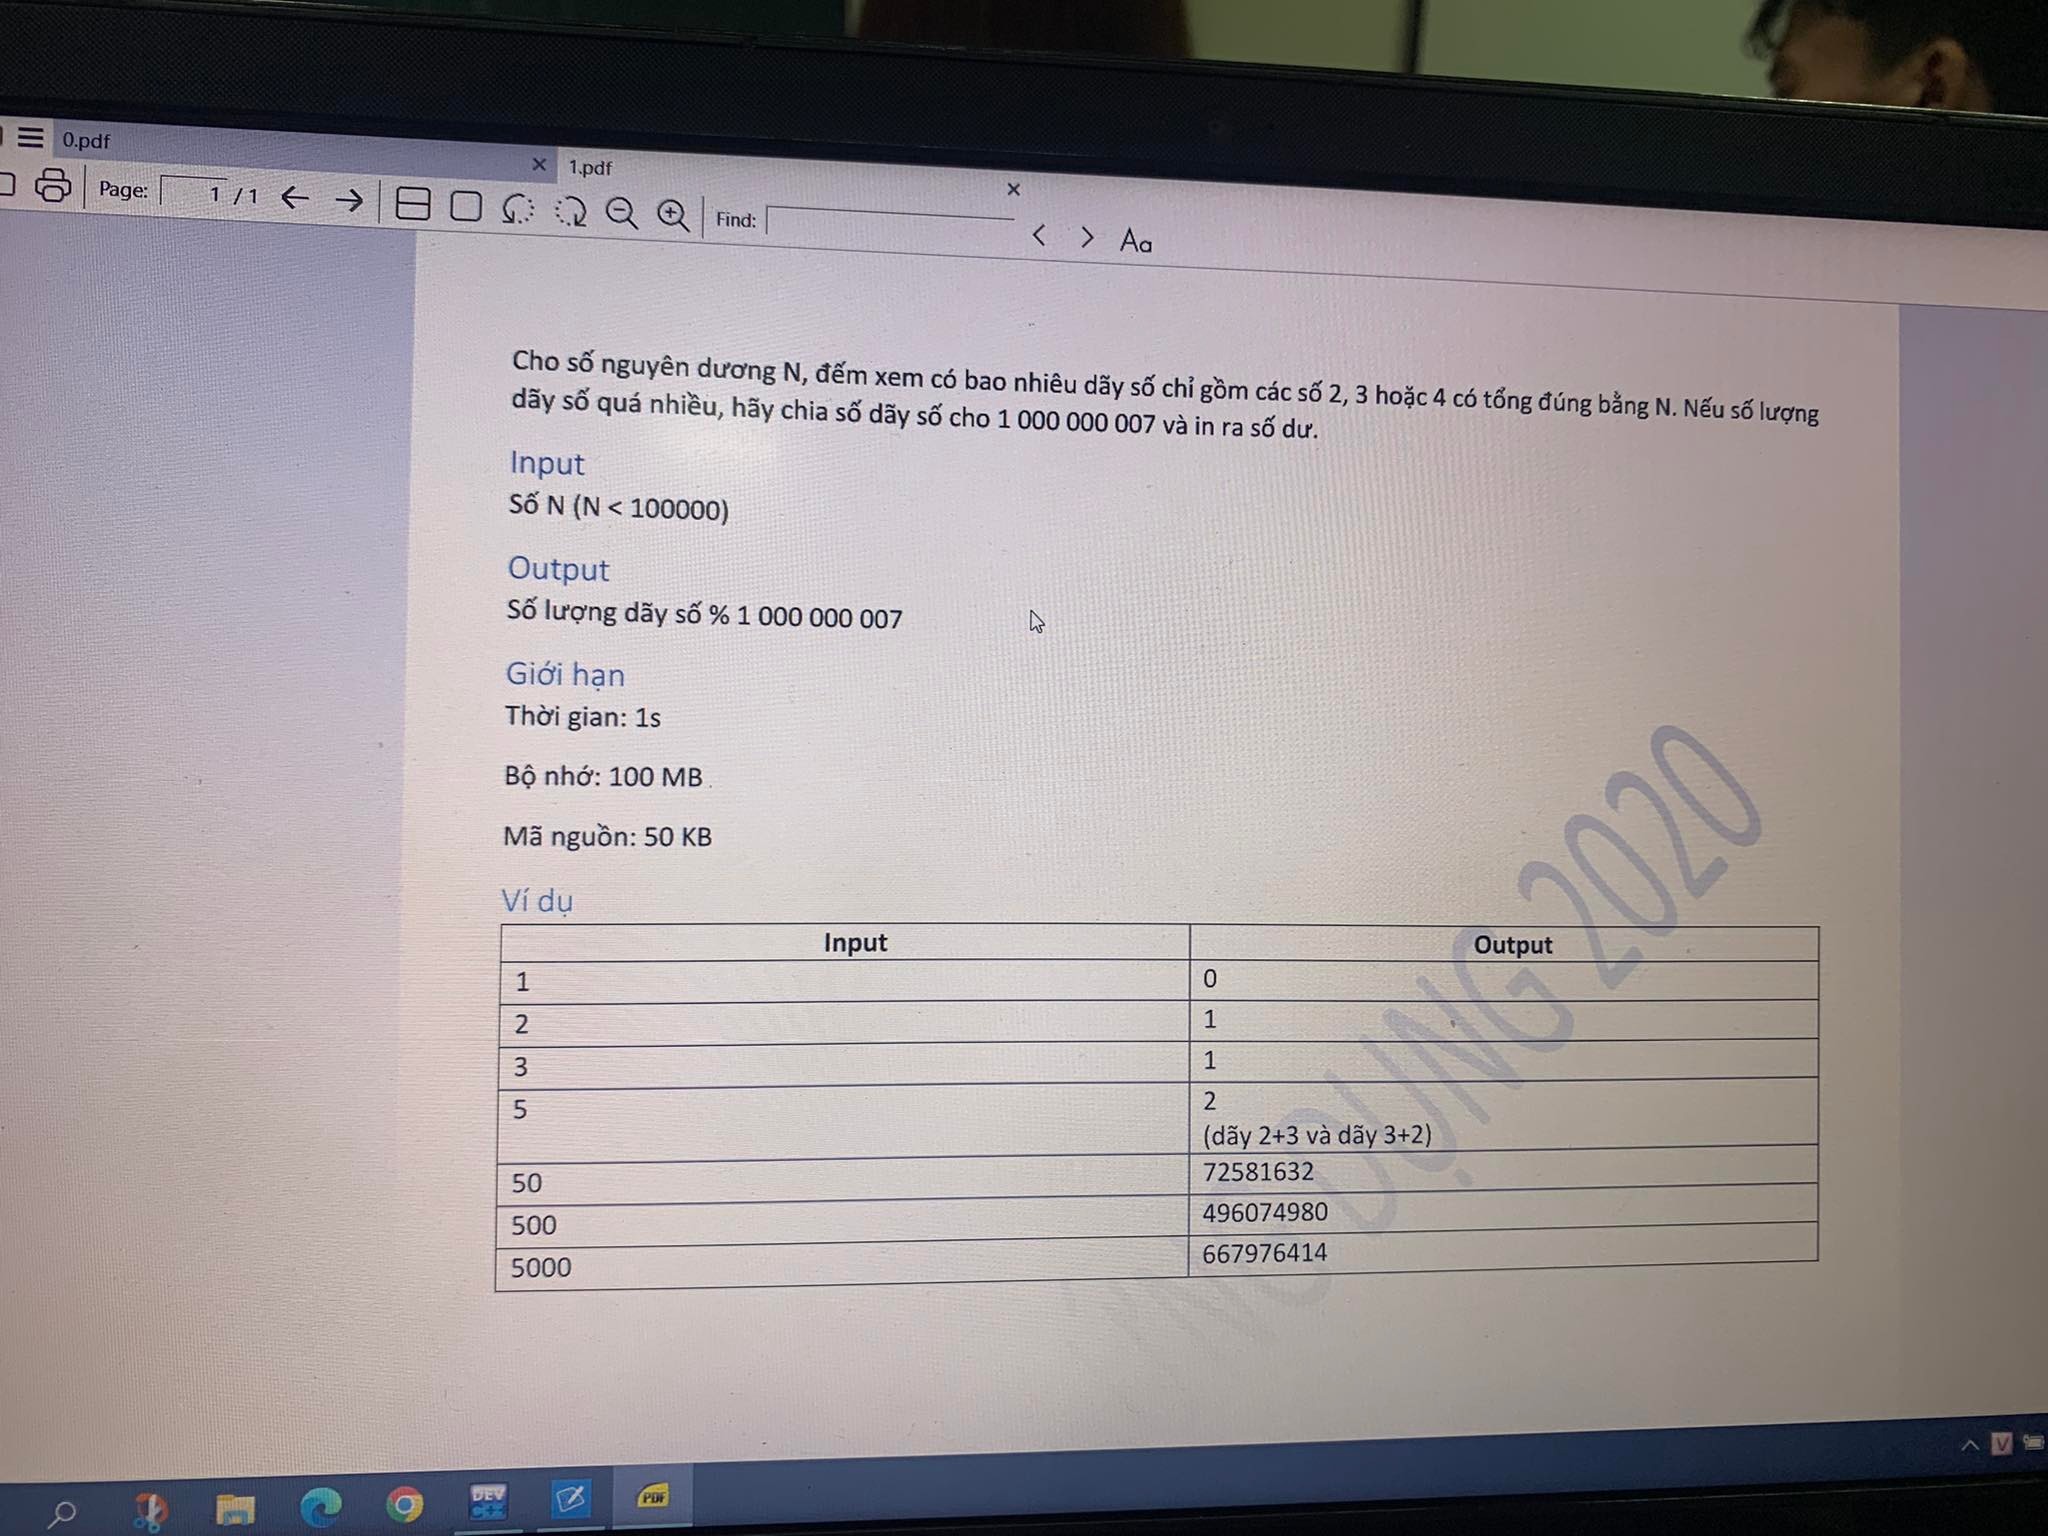 0.pdf
1.pdf
Page: 1 / 1
Find:
Aa
Cho số nguyên dương N, đếm xem có bao nhiêu dãy số chỉ gồm các số 2, 3 hoặc 4 có tổng đúng bằng N. Nếu số lượng
dãy số quá nhiều, hãy chia số dãy số cho 1 000 000 007 và in ra số dư.
Input
Số N (N < 100000)
Output
Số lượng dãy số % 1 000 000 007
Giới hạn
Thời gian: 1s
Bộ nhớ: 100 MB
Mã nguồn: 50 KB
Ví dụ
Input Output
1 0
2 1
3 1
5 2
(dãy 2+3 và dãy 3+2)
50 72581632
500 496074980
5000 667976414
DỤNG 2020
DEV
C++
PDF
V